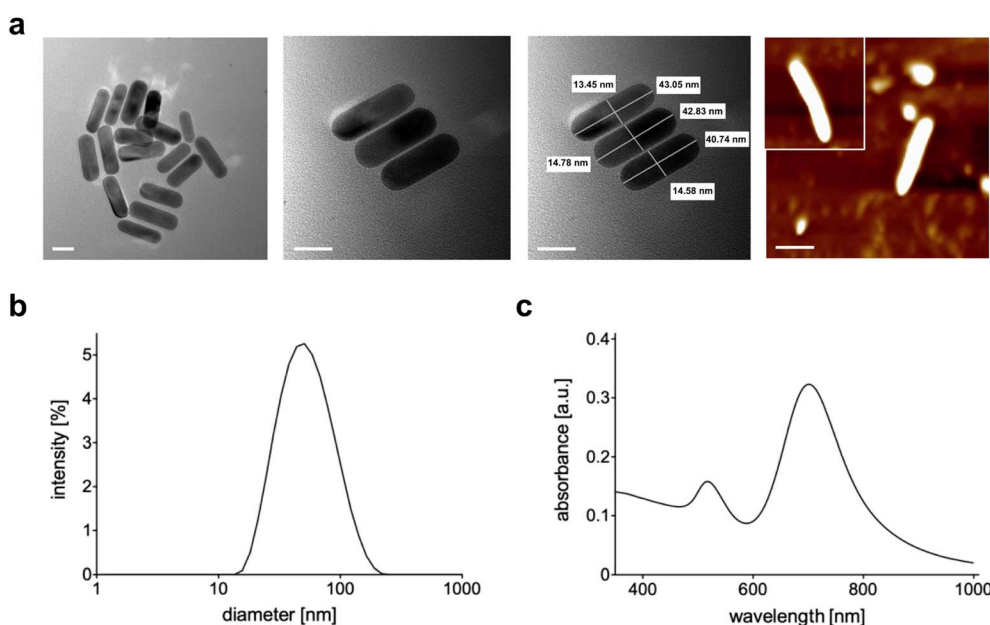 a
13.45 nm
43.05 nm
42.83 nm
40.74 nm
14.78 nm
14.58 nm
b
c
intensity [%]
5
4
3
2
1
0
1
10
100
1000
diameter [nm]
absorbance [a.u.]
0.4
0.3
0.2
0.1
0
400
600
800
1000
wavelength [nm]